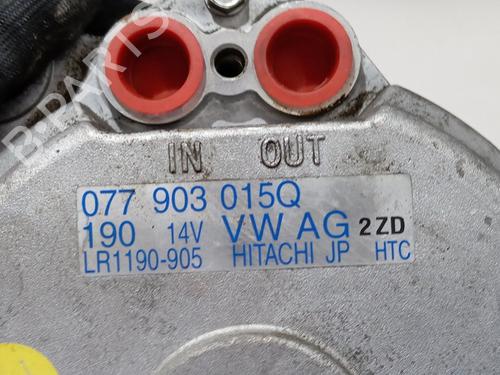 B-PARTS
IN OUT
077 903 015Q
190 14V VW AG 2ZD
LR1190-905 HITACHI JP HTC